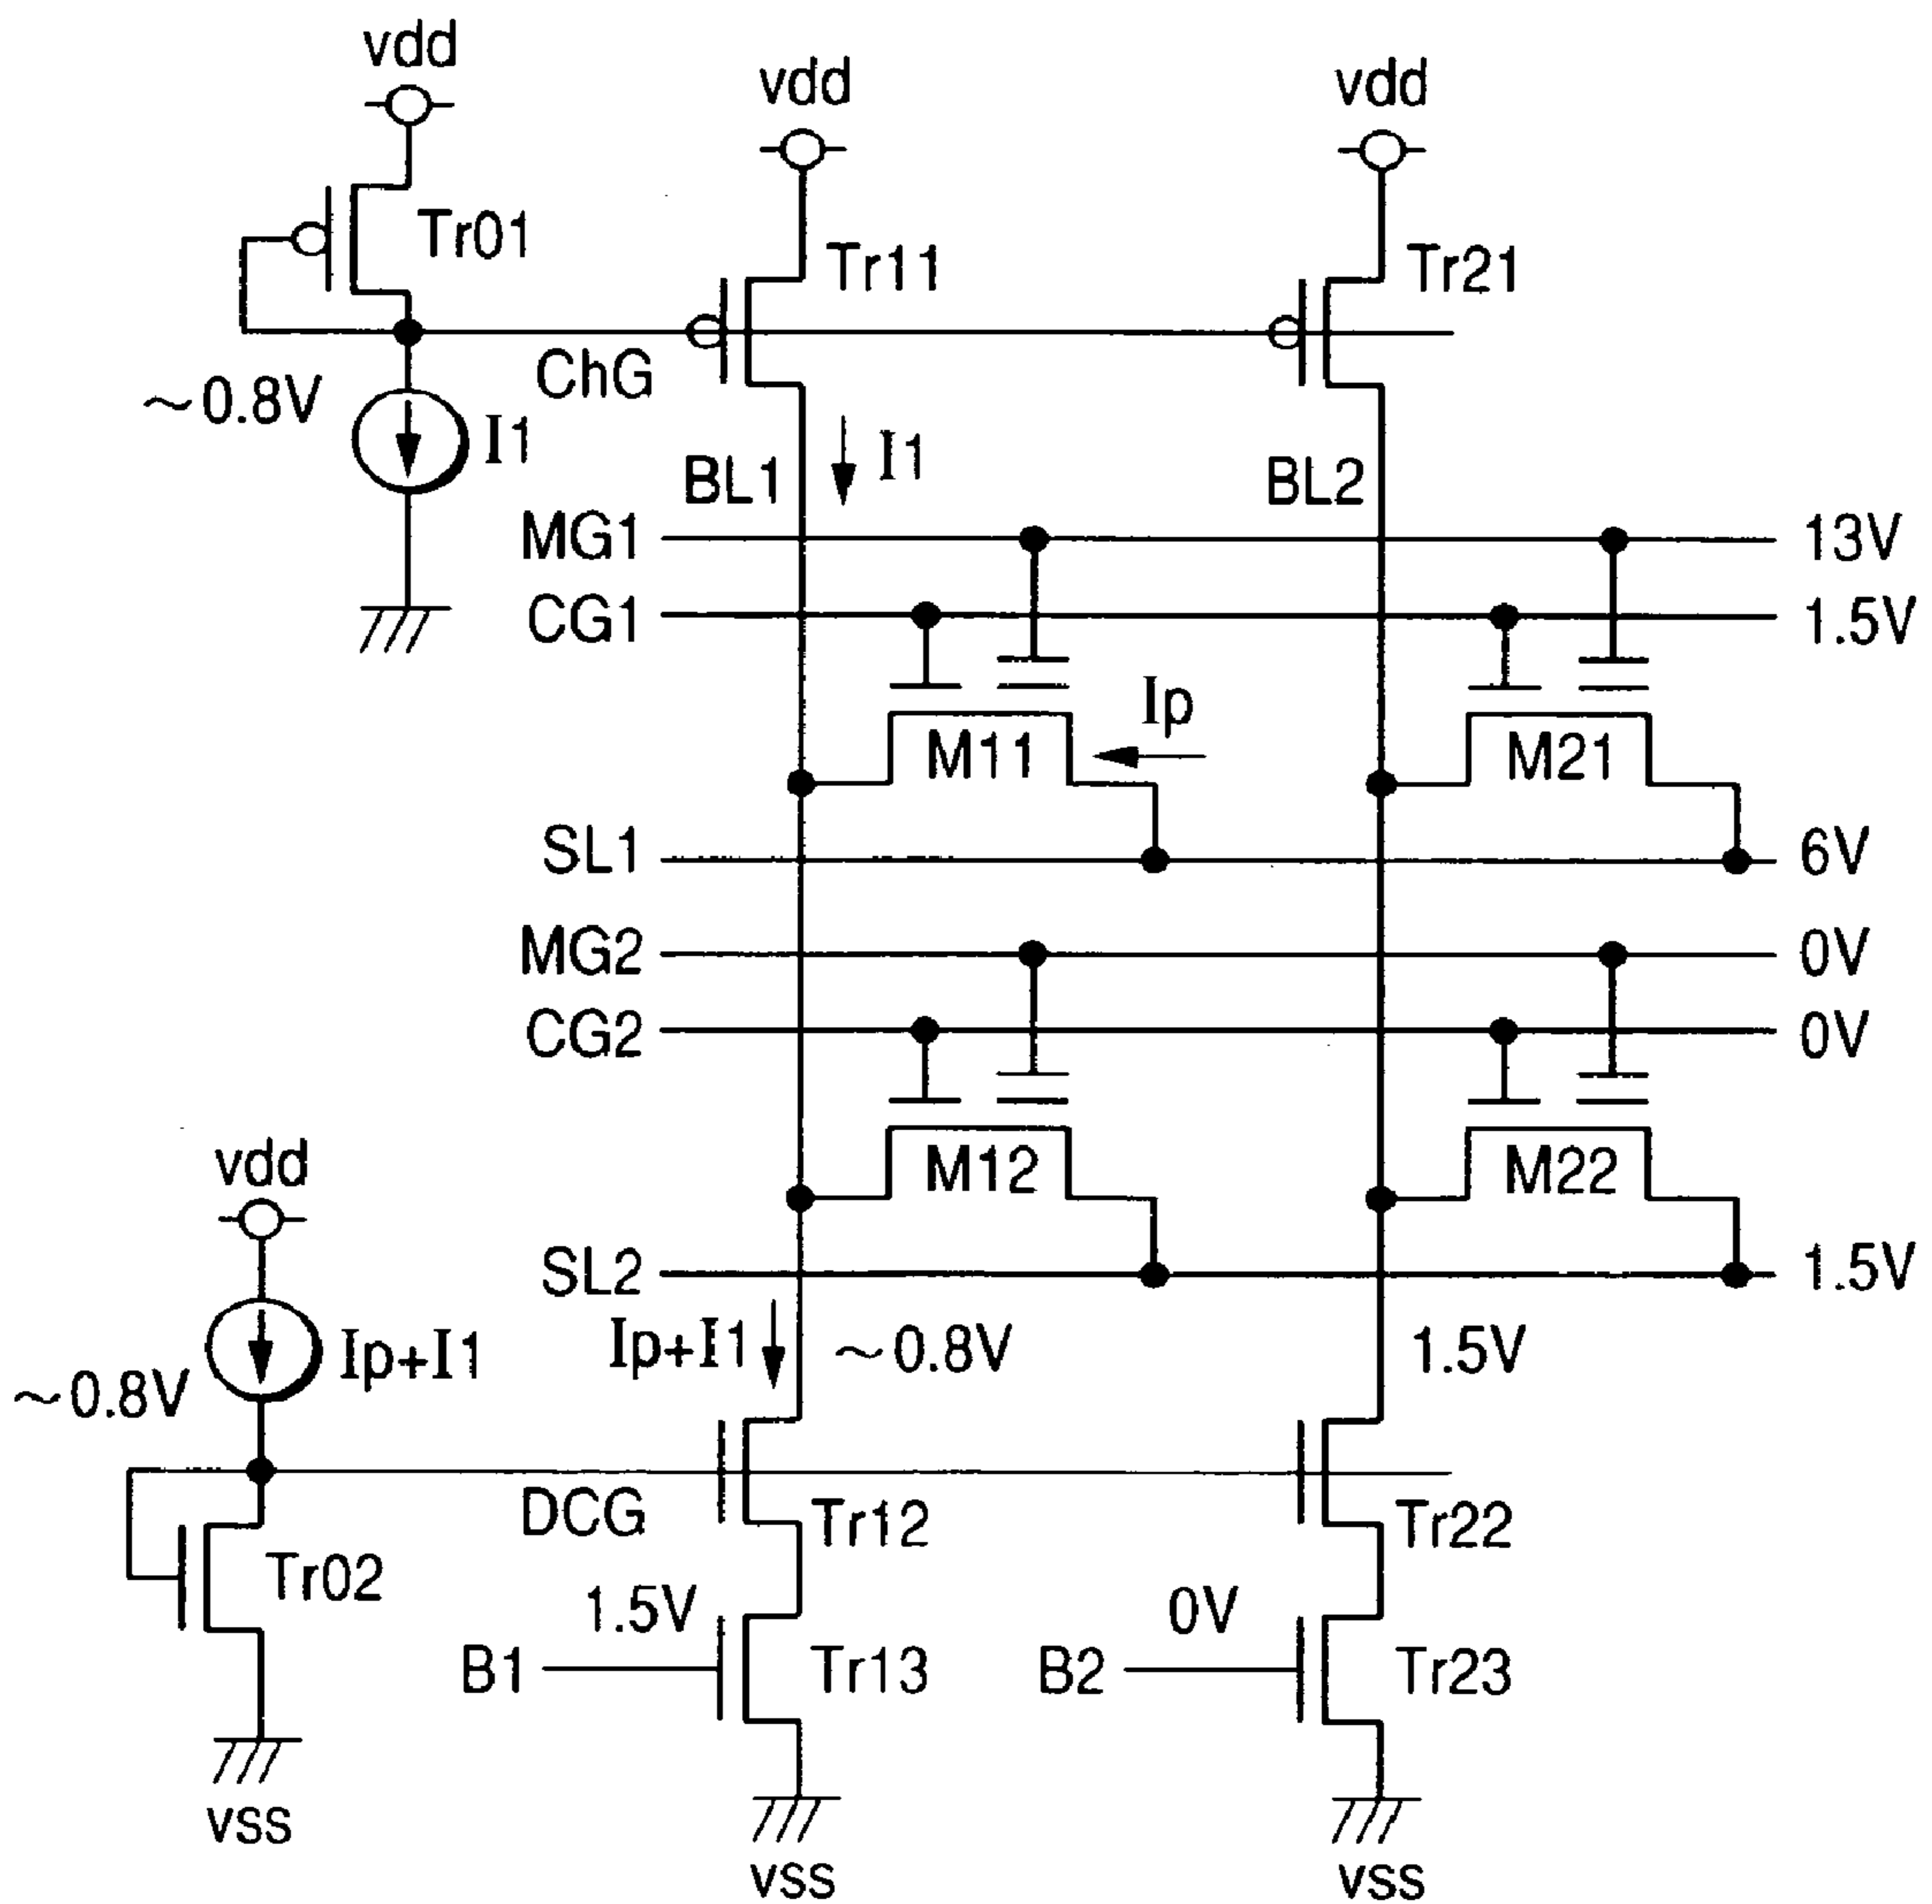 vdd
vdd
vdd
Tr01
Tr11
Tr21
ChG
~0.8V
I1
BL1
I1
BL2
MG1
13V
CG1
1.5V
Ip
M11
M21
SL1
6V
MG2
0V
CG2
0V
vdd
M12
M22
SL2
1.5V
Ip+I1
Ip+I1
~0.8V
1.5V
~0.8V
DCG
Tr12
Tr22
Tr02
1.5V
0V
B1
Tr13
B2
Tr23
vss
vss
vss